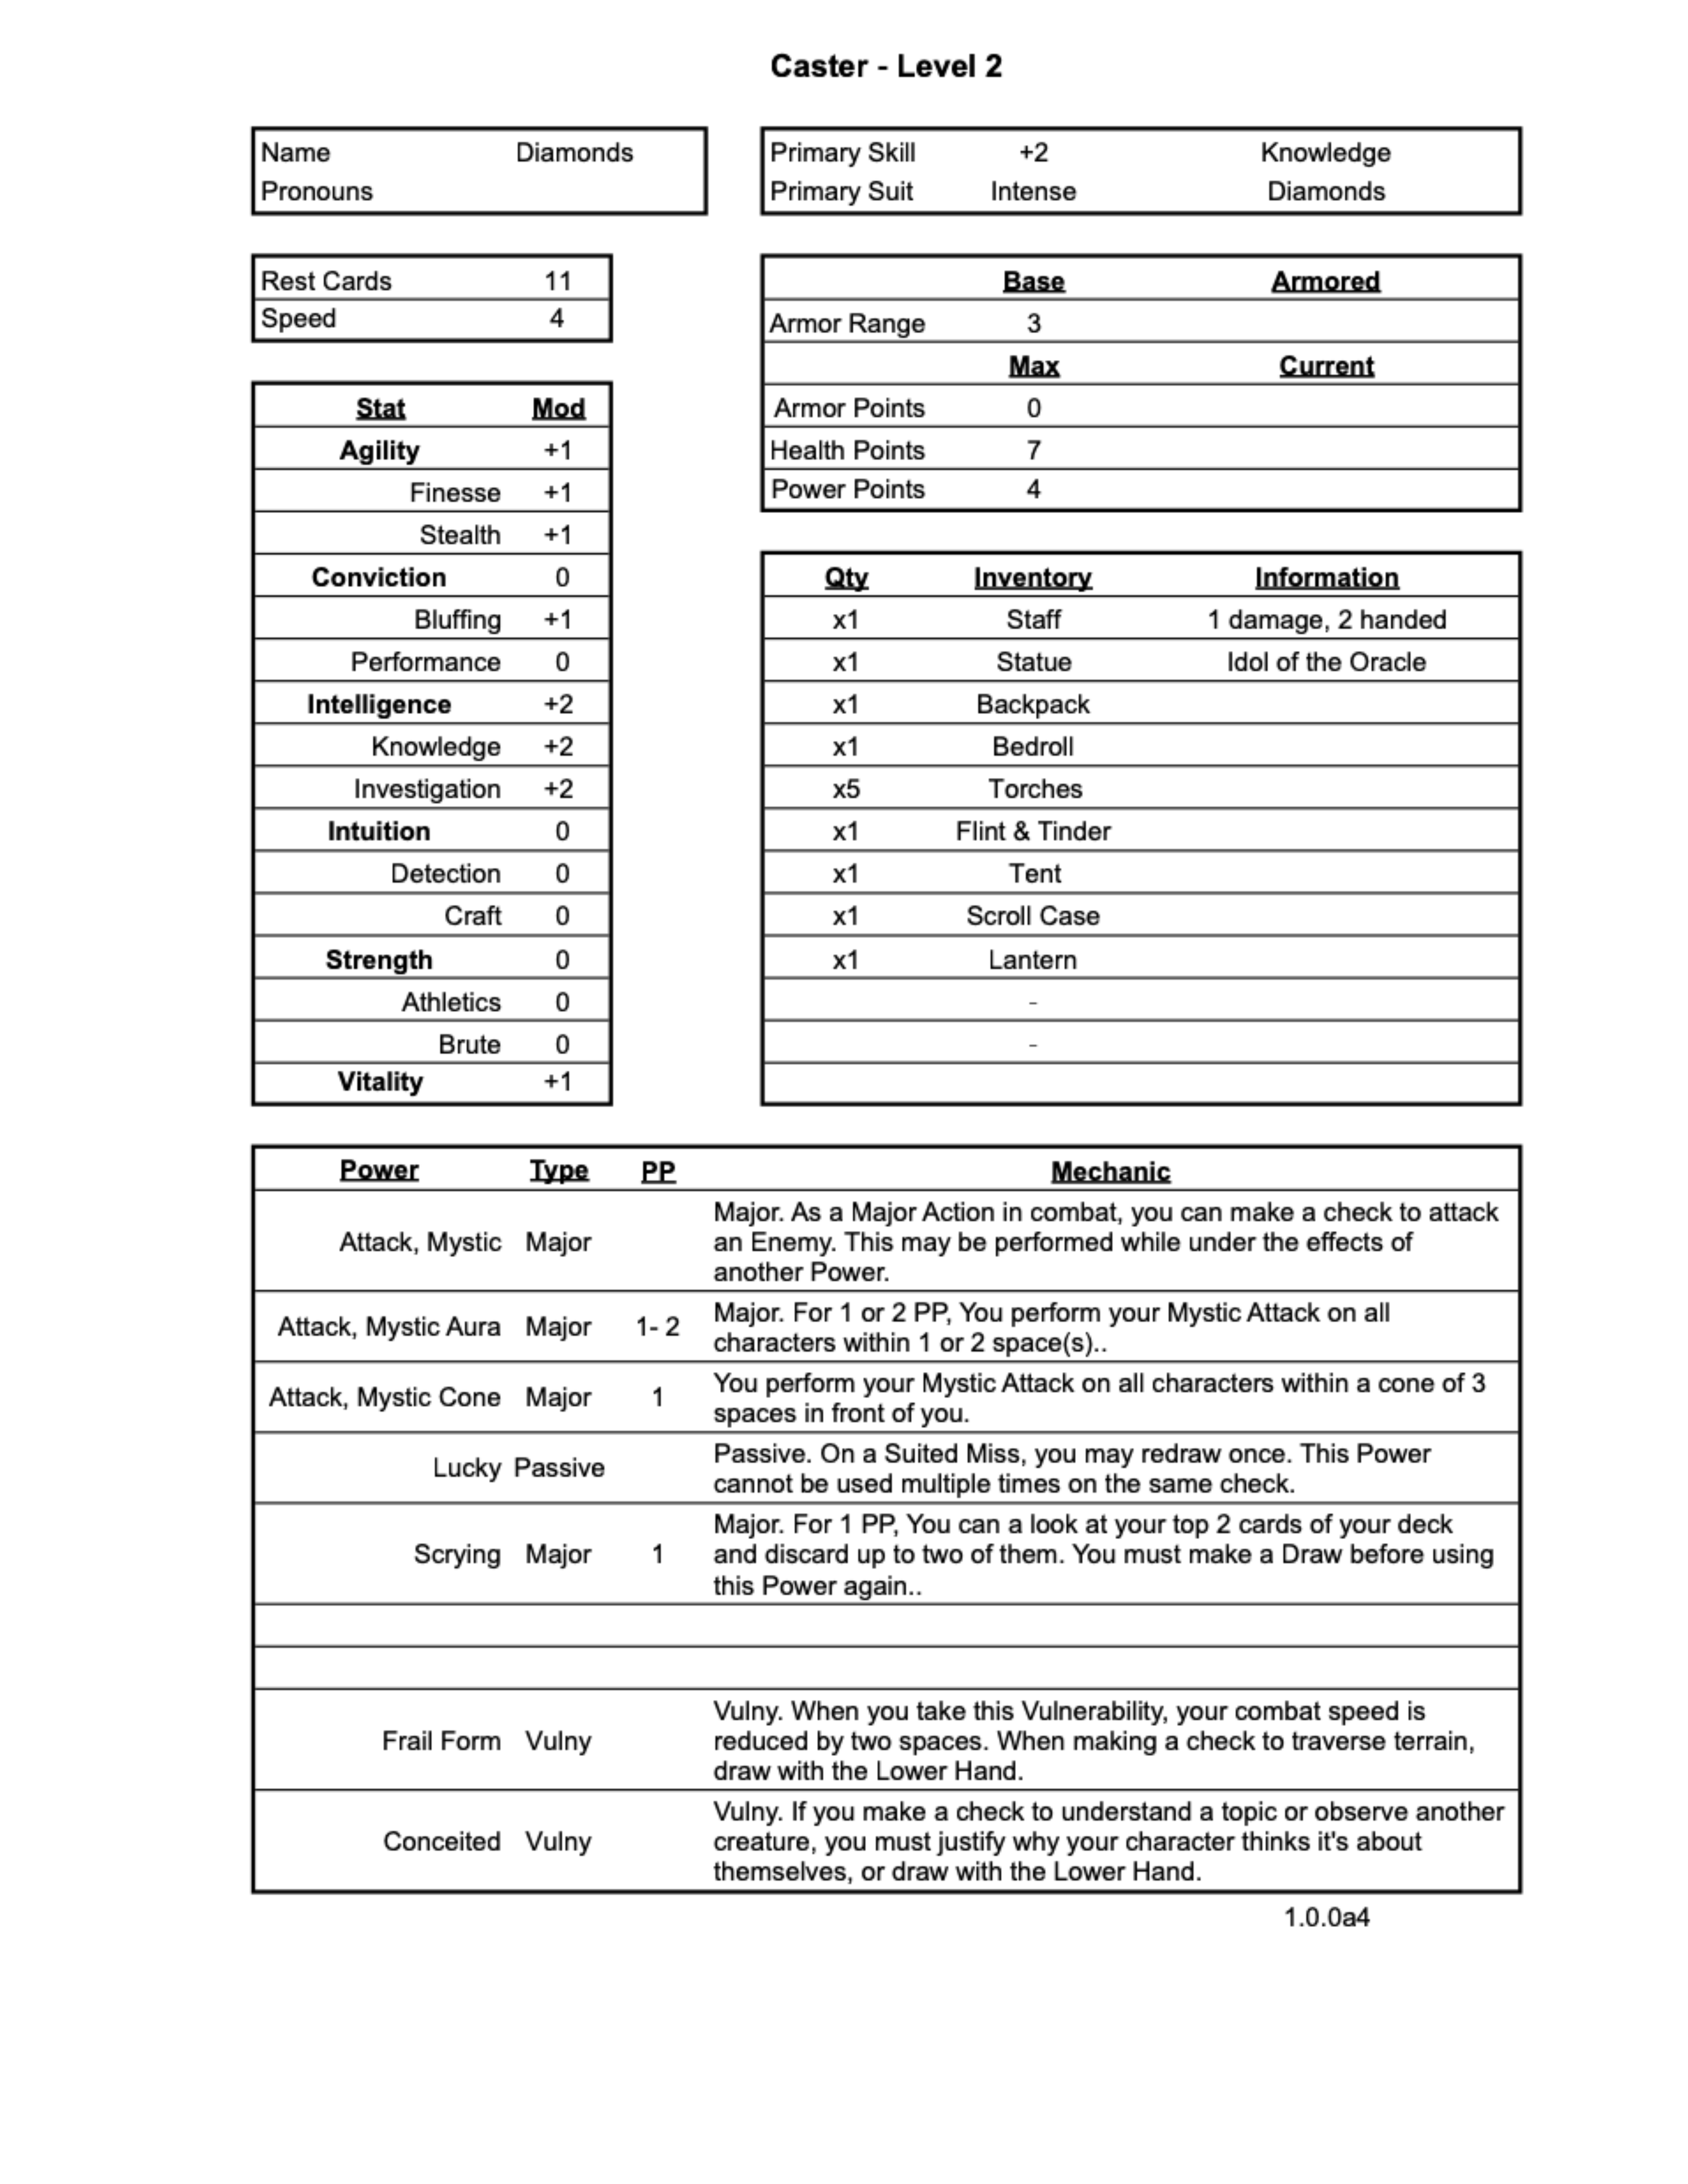 Caster - Level 2
Name Diamonds
Pronouns
Primary Skill +2 Knowledge
Primary Suit Intense Diamonds
Rest Cards 11
Speed 4
Base Armored
Armor Range 3
Max Current
Armor Points 0
Health Points 7
Power Points 4
Stat Mod
Agility +1
Finesse +1
Stealth +1
Conviction 0
Bluffing +1
Performance 0
Intelligence +2
Knowledge +2
Investigation +2
Intuition 0
Detection 0
Craft 0
Strength 0
Athletics 0
Brute 0
Vitality +1
Qty Inventory Information
x1 Staff 1 damage, 2 handed
x1 Statue Idol of the Oracle
x1 Backpack
x1 Bedroll
x5 Torches
x1 Flint & Tinder
x1 Tent
x1 Scroll Case
x1 Lantern
-
-
Power Type PP Mechanic
Attack, Mystic Major
Major. As a Major Action in combat, you can make a check to attack
an Enemy. This may be performed while under the effects of
another Power.
Attack, Mystic Aura Major 1- 2
Major. For 1 or 2 PP, You perform your Mystic Attack on all
characters within 1 or 2 space(s)..
Attack, Mystic Cone Major 1
You perform your Mystic Attack on all characters within a cone of 3
spaces in front of you.
Lucky Passive
Passive. On a Suited Miss, you may redraw once. This Power
cannot be used multiple times on the same check.
Scrying Major 1
Major. For 1 PP, You can a look at your top 2 cards of your deck
and discard up to two of them. You must make a Draw before using
this Power again..
Frail Form Vulny
Vulny. When you take this Vulnerability, your combat speed is
reduced by two spaces. When making a check to traverse terrain,
draw with the Lower Hand.
Conceited Vulny
Vulny. If you make a check to understand a topic or observe another
creature, you must justify why your character thinks it's about
themselves, or draw with the Lower Hand.
1.0.0a4